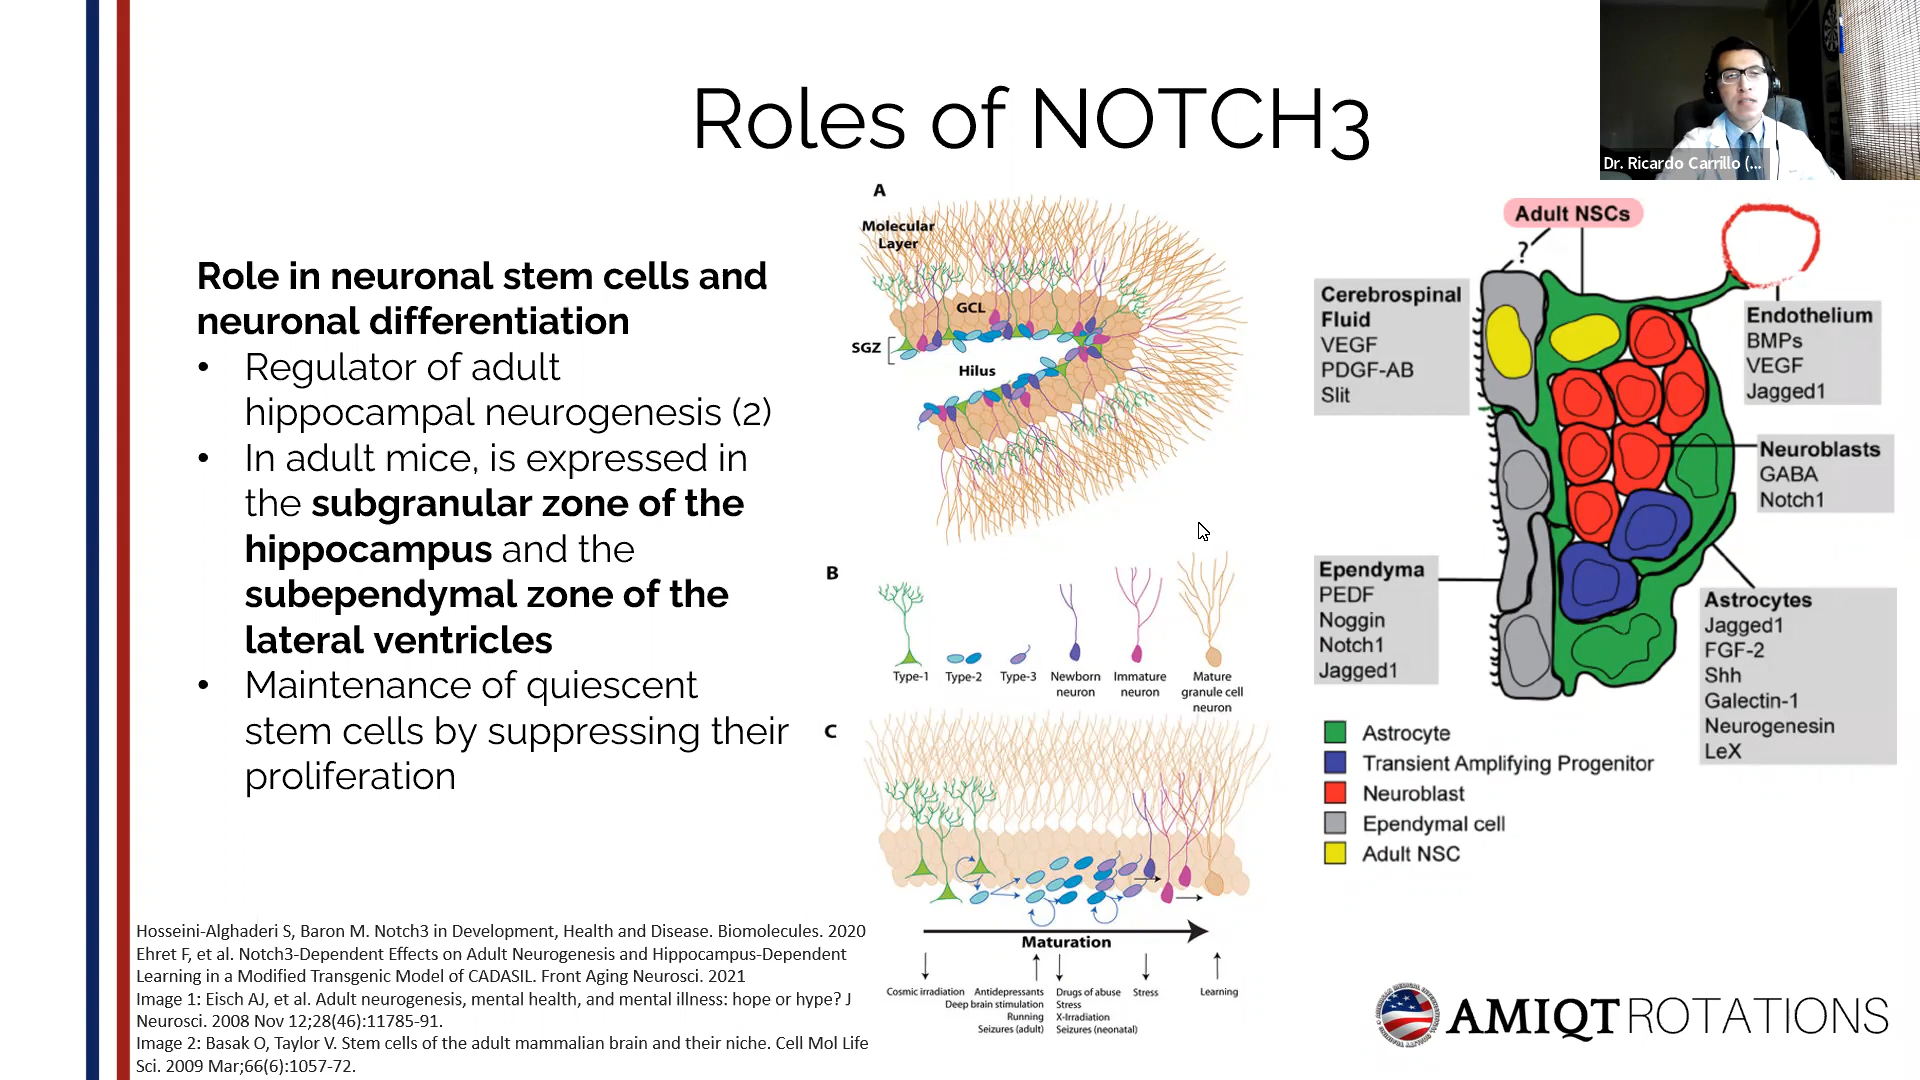 Roles of NOTCH3
Dr. Ricardo Carrillo (...
Role in neuronal stem cells and
neuronal differentiation
• Regulator of adult
hippocampal neurogenesis (2)
• In adult mice, is expressed in
the subgranular zone of the
hippocampus and the
subependymal zone of the
lateral ventricles
• Maintenance of quiescent
stem cells by suppressing their
proliferation
A
Molecular
Layer
GCL
SGZ
Hilus
B
Type-1
Type-2
Type-3
Newborn
neuron
Immature
neuron
Mature
granule cell
neuron
C
Maturation
Cosmic irradiation
Antidepressants
Deep brain stimulation
Running
Seizures (adult)
Drugs of abuse
Stress
X-Irradiation
Seizures (neonatal)
Stress
Learning
Adult NSCs
?
Cerebrospinal
Fluid
VEGF
PDGF-AB
Slit
Endothelium
BMPs
VEGF
Jagged1
Neuroblasts
GABA
Notch1
Ependyma
PEDF
Noggin
Notch1
Jagged1
Astrocytes
Jagged1
FGF-2
Shh
Galectin-1
Neurogenesin
LeX
Astrocyte
Transient Amplifying Progenitor
Neuroblast
Ependymal cell
Adult NSC
Hosseini-Alghaderi S, Baron M. Notch3 in Development, Health and Disease. Biomolecules. 2020
Ehret F, et al. Notch3-Dependent Effects on Adult Neurogenesis and Hippocampus-Dependent
Learning in a Modified Transgenic Model of CADASIL. Front Aging Neurosci. 2021
Image 1: Eisch AJ, et al. Adult neurogenesis, mental health, and mental illness: hope or hype? J
Neurosci. 2008 Nov 12;28(46):11785-91.
Image 2: Basak O, Taylor V. Stem cells of the adult mammalian brain and their niche. Cell Mol Life
Sci. 2009 Mar;66(6):1057-72.
AMIQT ROTATIONS